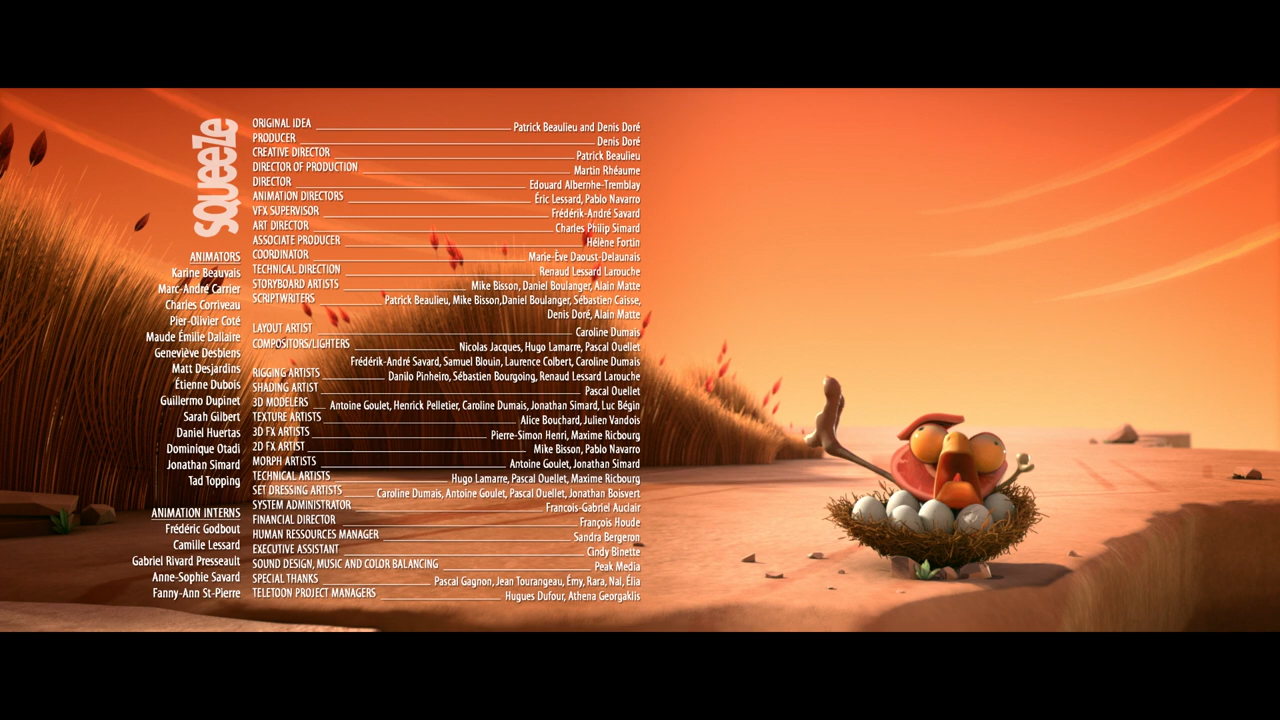 squeeze
ANIMATORS
Karine Beauvais
Marc-André Carrier
Charles Corriveau
Pier-Olivier Coté
Maude Émilie Dallaire
Geneviève Desbiens
Matt Desjardins
Étienne Dubois
Guillermo Dupinet
Sarah Gilbert
Daniel Huertas
Dominique Otadi
Jonathan Simard
Tad Topping
ANIMATION INTERNS
Frédéric Godbout
Camille Lessard
Gabriel Rivard Presseault
Anne-Sophie Savard
Fanny-Ann St-Pierre
ORIGINAL IDEA Patrick Beaulieu and Denis Doré
PRODUCER Denis Doré
CREATIVE DIRECTOR Patrick Beaulieu
DIRECTOR OF PRODUCTION Martin Rhéaume
DIRECTOR Edouard Albernhe-Tremblay
ANIMATION DIRECTORS Éric Lessard, Pablo Navarro
VFX SUPERVISOR Frédérik-André Savard
ART DIRECTOR Charles Philip Simard
ASSOCIATE PRODUCER Hélène Fortin
COORDINATOR Marie-Ève Daoust-Delaunais
TECHNICAL DIRECTION Renaud Lessard Larouche
STORYBOARD ARTISTS Mike Bisson, Daniel Boulanger, Alain Matte
SCRIPTWRITERS Patrick Beaulieu, Mike Bisson,Daniel Boulanger, Sébastien Caisse,
Denis Doré, Alain Matte
LAYOUT ARTIST Caroline Dumais
COMPOSITORS/LIGHTERS Nicolas Jacques, Hugo Lamarre, Pascal Ouellet
Frédérik-André Savard, Samuel Blouin, Laurence Colbert, Caroline Dumais
RIGGING ARTISTS Danilo Pinheiro, Sébastien Bourgoing, Renaud Lessard Larouche
SHADING ARTIST Pascal Ouellet
3D MODELERS Antoine Goulet, Henrick Pelletier, Caroline Dumais, Jonathan Simard, Luc Bégin
TEXTURE ARTISTS Alice Bouchard, Julien Vandois
3D FX ARTISTS Pierre-Simon Henri, Maxime Ricbourg
2D FX ARTIST Mike Bisson, Pablo Navarro
MORPH ARTISTS Antoine Goulet, Jonathan Simard
TECHNICAL ARTISTS Hugo Lamarre, Pascal Ouellet, Maxime Ricbourg
SET DRESSING ARTISTS Caroline Dumais, Antoine Goulet, Pascal Ouellet, Jonathan Boisvert
SYSTEM ADMINISTRATOR Francois-Gabriel Auclair
FINANCIAL DIRECTOR François Houde
HUMAN RESSOURCES MANAGER Sandra Bergeron
EXECUTIVE ASSISTANT Cindy Binette
SOUND DESIGN, MUSIC AND COLOR BALANCING Peak Media
SPECIAL THANKS Pascal Gagnon, Jean Tourangeau, Émy, Rara, Nal, Élia
TELETOON PROJECT MANAGERS Hugues Dufour, Athena Georgaklis